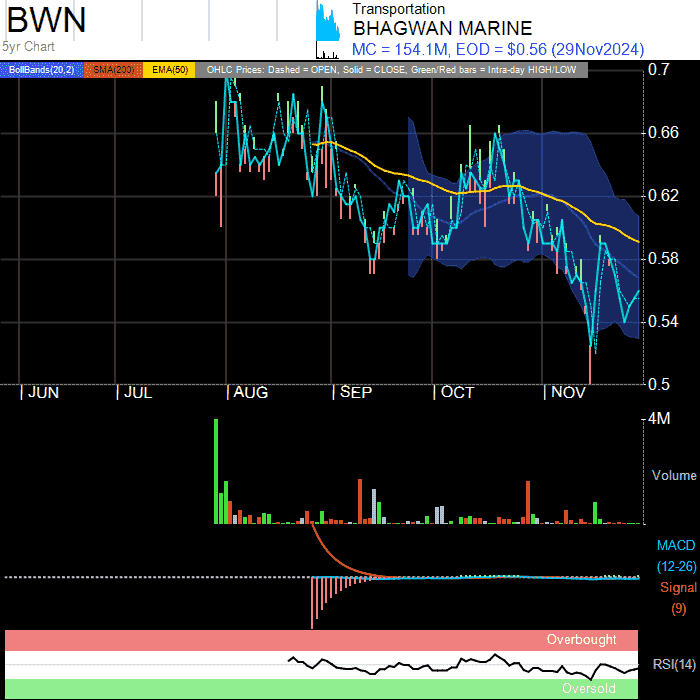 BWN
5yr Chart
Transportation
BHAGWAN MARINE
MC = 154.1M, EOD = $0.56 (29Nov2024)
BollBands(20,2) SMA(200) EMA(50) OHLC Prices: Dashed = OPEN, Solid = CLOSE, Green/Red bars = Intra-day HIGH/LOW
0.7
0.66
0.62
0.58
0.54
0.5
JUN JUL AUG SEP OCT NOV
4M
Volume
MACD
(12-26)
Signal
(9)
Overbought
RSI(14)
Oversold